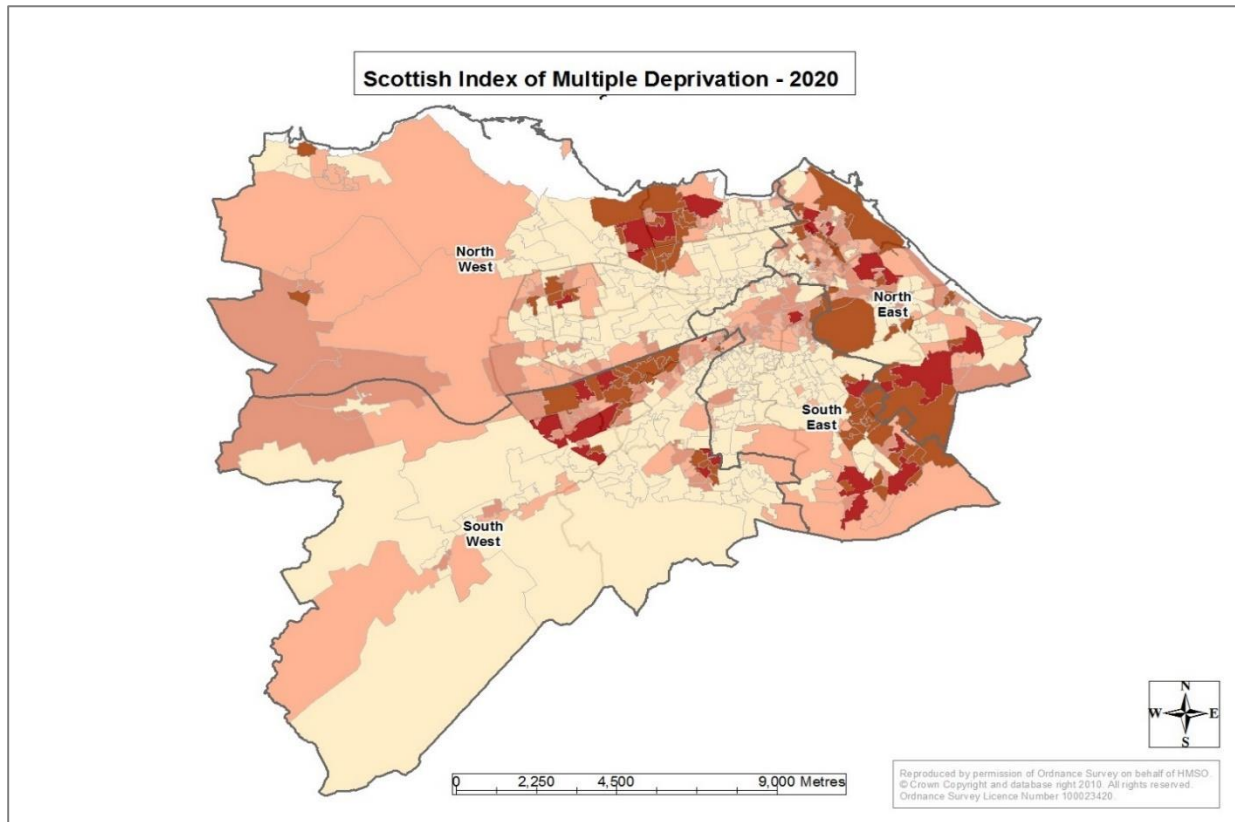 Scottish Index of Multiple Deprivation - 2020
North
West
North
East
South
East
South
West
0 2,250 4,500 9,000 Metres
N
W E
S
Reproduced by permission of Ordnance Survey on behalf of HMSO.
© Crown Copyright and database right 2010. All rights reserved.
Ordnance Survey Licence Number 100023420.